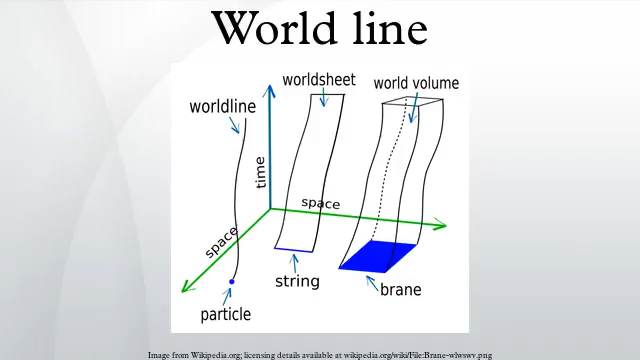 World line
worldsheet
world volume
worldline
time
space
space
string
brane
particle
Image from Wikipedia.org; licensing details available at wikipedia.org/wiki/File:Brane-wlwswv.png